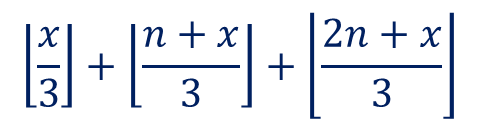 ⌊x/3⌋ + ⌊(n + x)/3⌋ + ⌊(2n + x)/3⌋